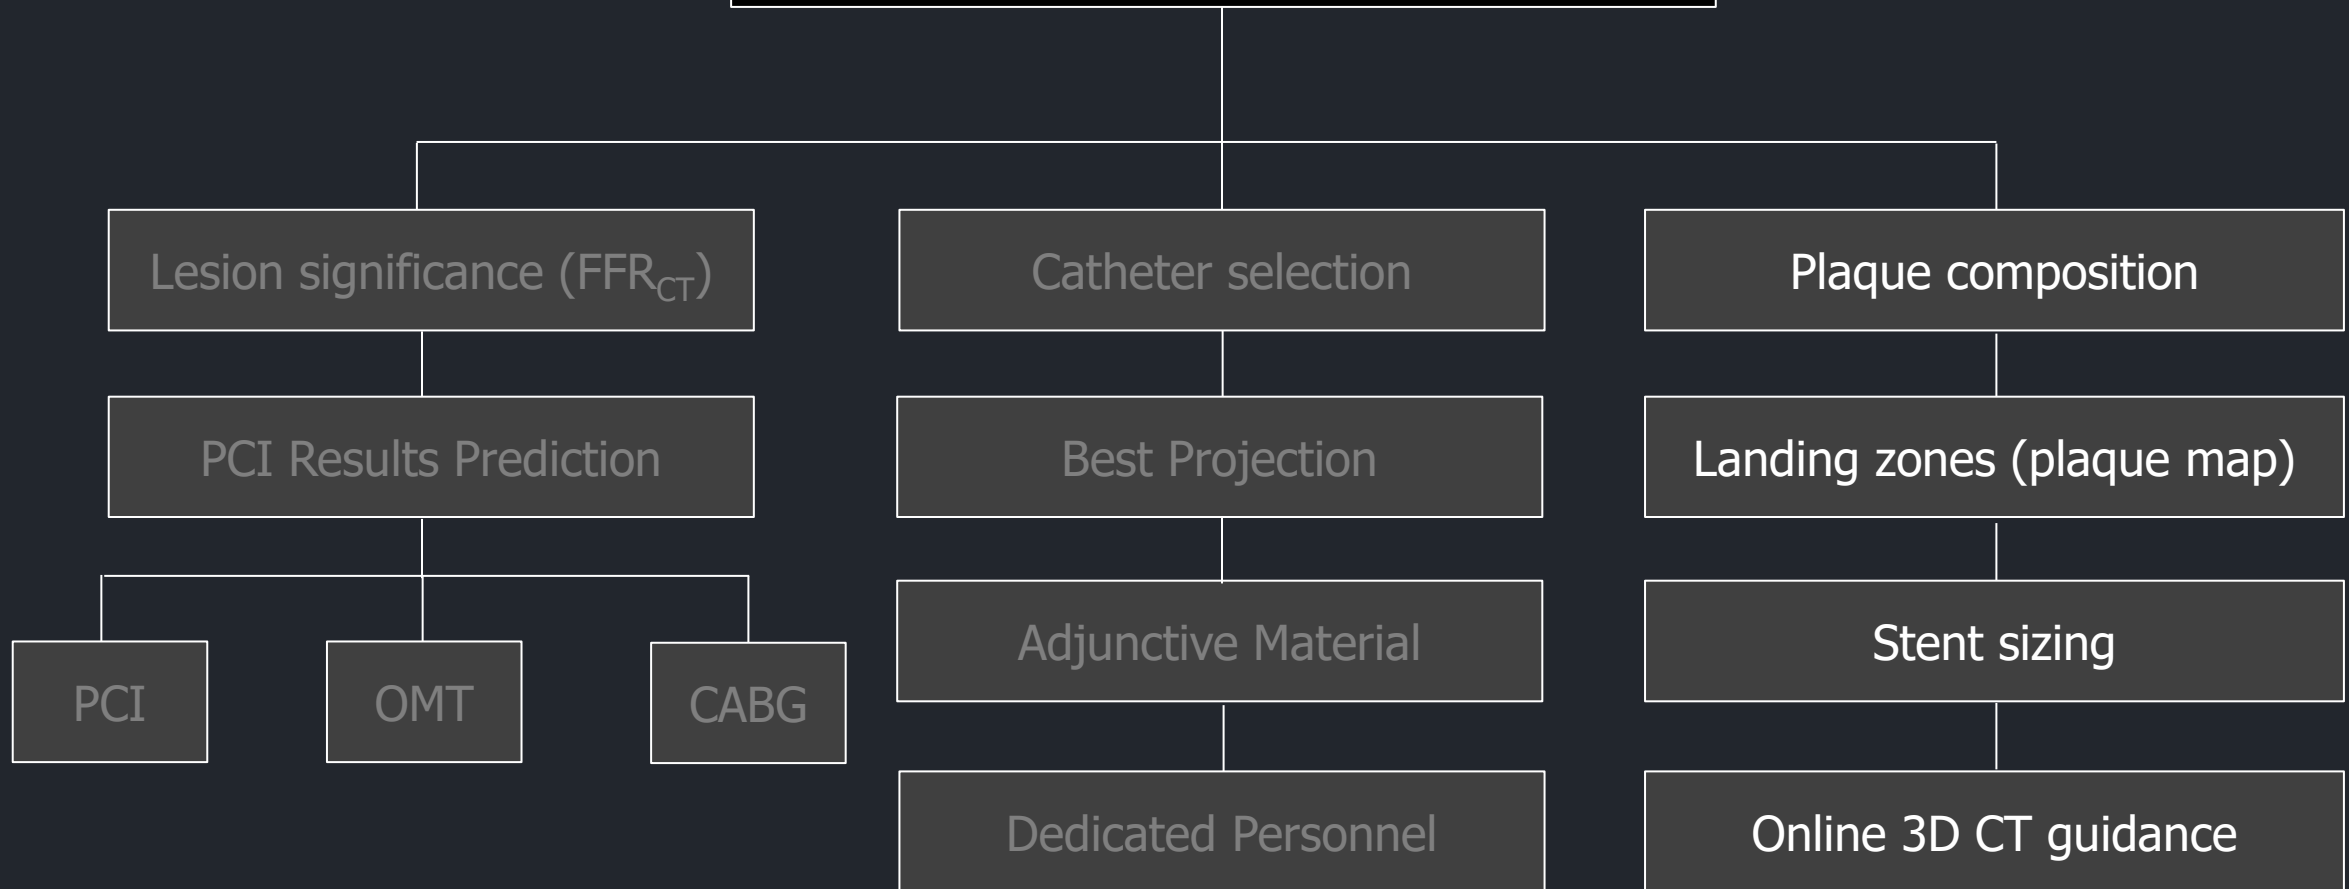 Lesion significance (FFRCT)
Catheter selection
Plaque composition
PCI Results Prediction
Best Projection
Landing zones (plaque map)
Adjunctive Material
Stent sizing
PCI
OMT
CABG
Dedicated Personnel
Online 3D CT guidance